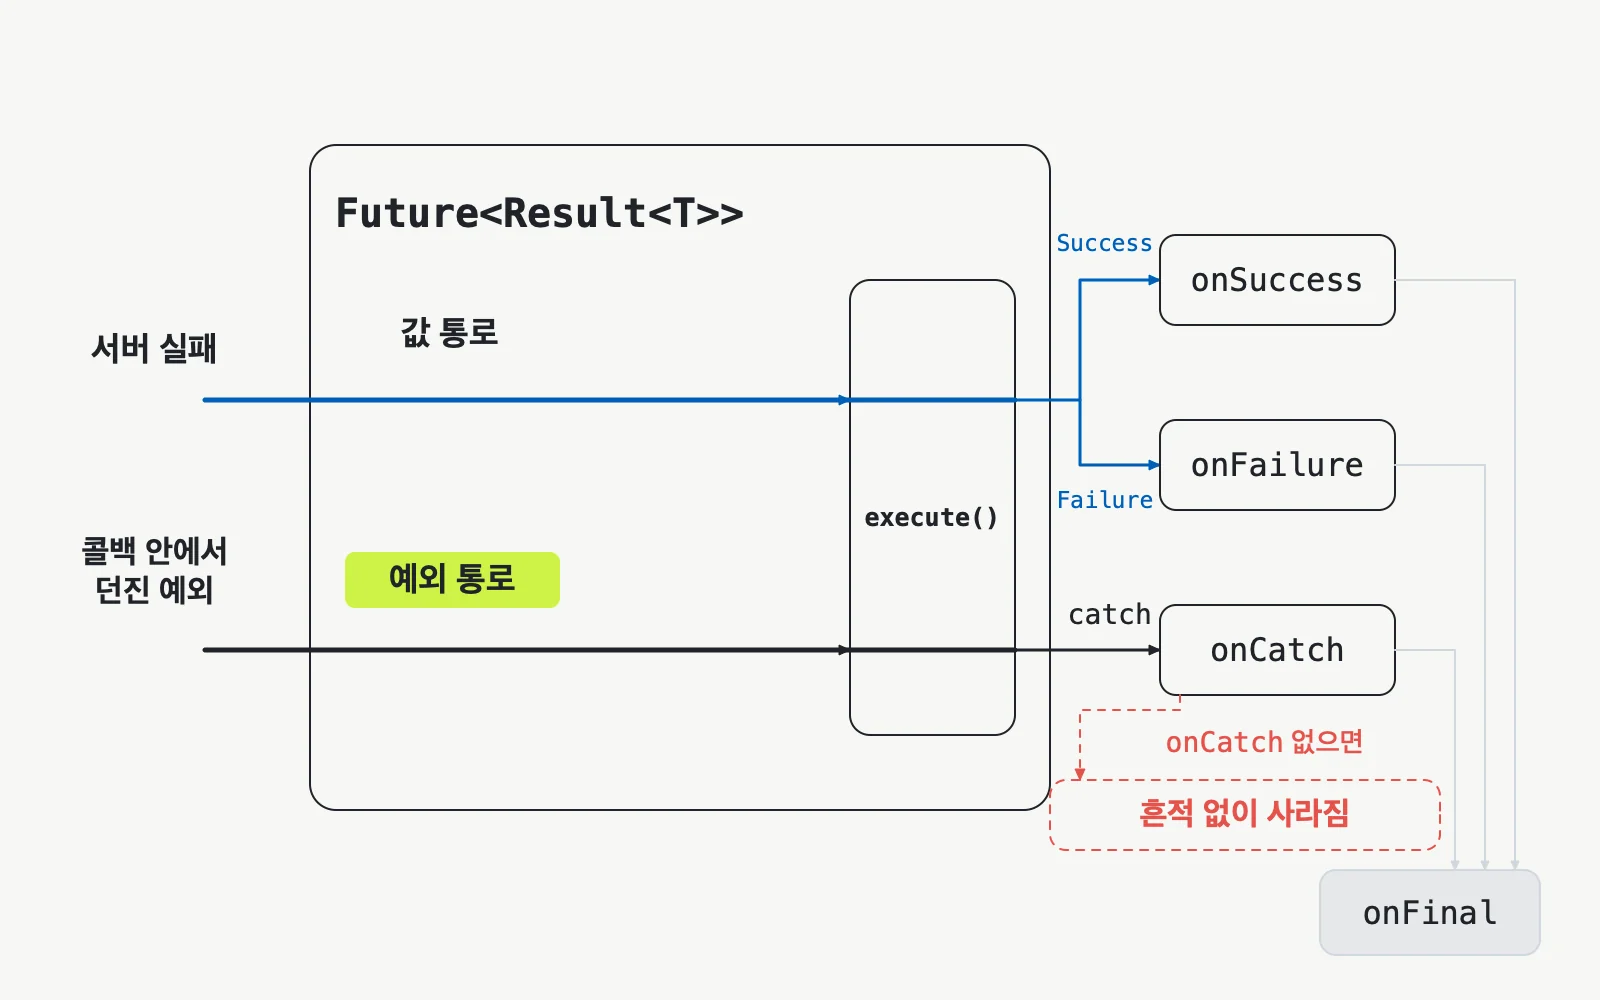 Future<Result<T>>
서버 실패
값 통로
Success
onSuccess
onFailure
Failure
execute()
콜백 안에서
던진 예외
예외 통로
catch
onCatch
onCatch 없으면
흔적 없이 사라짐
onFinal